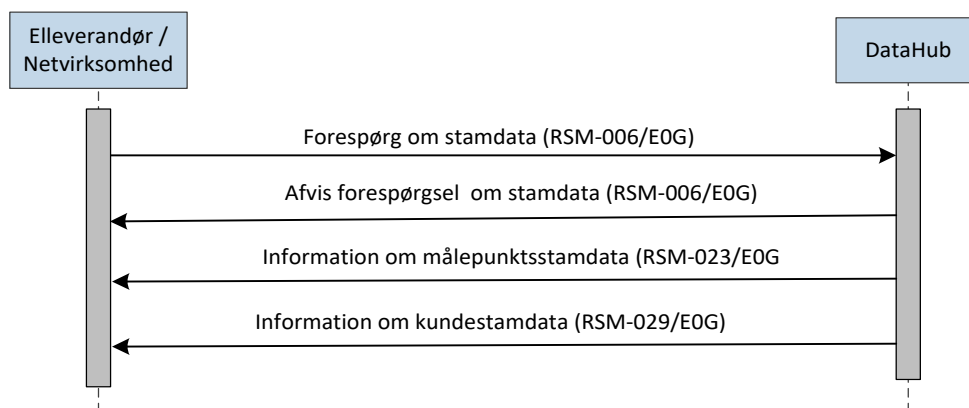 Elleverandør /
Netvirksomhed
DataHub
Forespørg om stamdata (RSM-006/E0G)
Afvis forespørgsel  om stamdata (RSM-006/E0G)
Information om målepunktsstamdata (RSM-023/E0G
Information om kundestamdata (RSM-029/E0G)